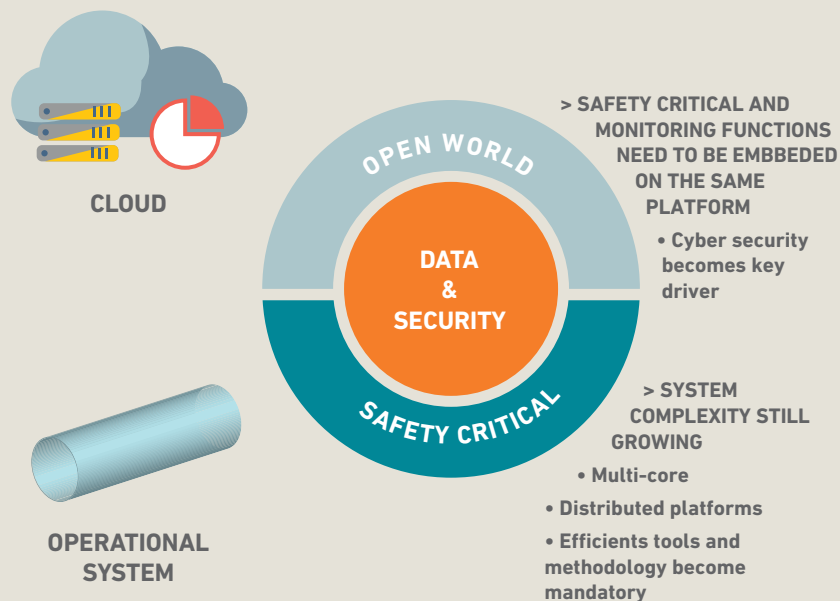 CLOUD
OPEN WORLD
DATA
&
SECURITY
SAFETY CRITICAL
> SAFETY CRITICAL AND
MONITORING FUNCTIONS
NEED TO BE EMBBEDED
ON THE SAME
PLATFORM
• Cyber security
becomes key
driver
OPERATIONAL
SYSTEM
> SYSTEM
COMPLEXITY STILL
GROWING
• Multi-core
• Distributed platforms
• Efficients tools and
methodology become
mandatory